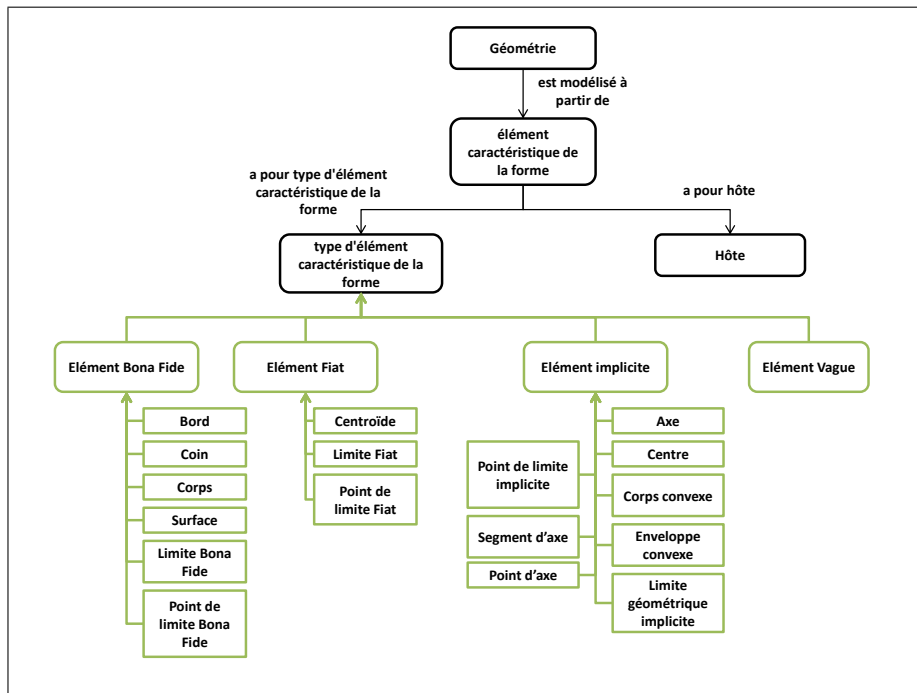 Géométrie
est modélisé à
partir de
élément
caractéristique de
la forme
a pour type d'élément
caractéristique de la
forme
a pour hôte
type d'élément
caractéristique de la
forme
Hôte
Elément Bona Fide
Elément Fiat
Elément implicite
Elément Vague
Bord
Coin
Corps
Surface
Limite Bona
Fide
Point de
limite Bona
Fide
Centroïde
Limite Fiat
Point de
limite Fiat
Point de limite
implicite
Segment d’axe
Point d’axe
Axe
Centre
Corps convexe
Enveloppe
convexe
Limite
géométrique
implicite